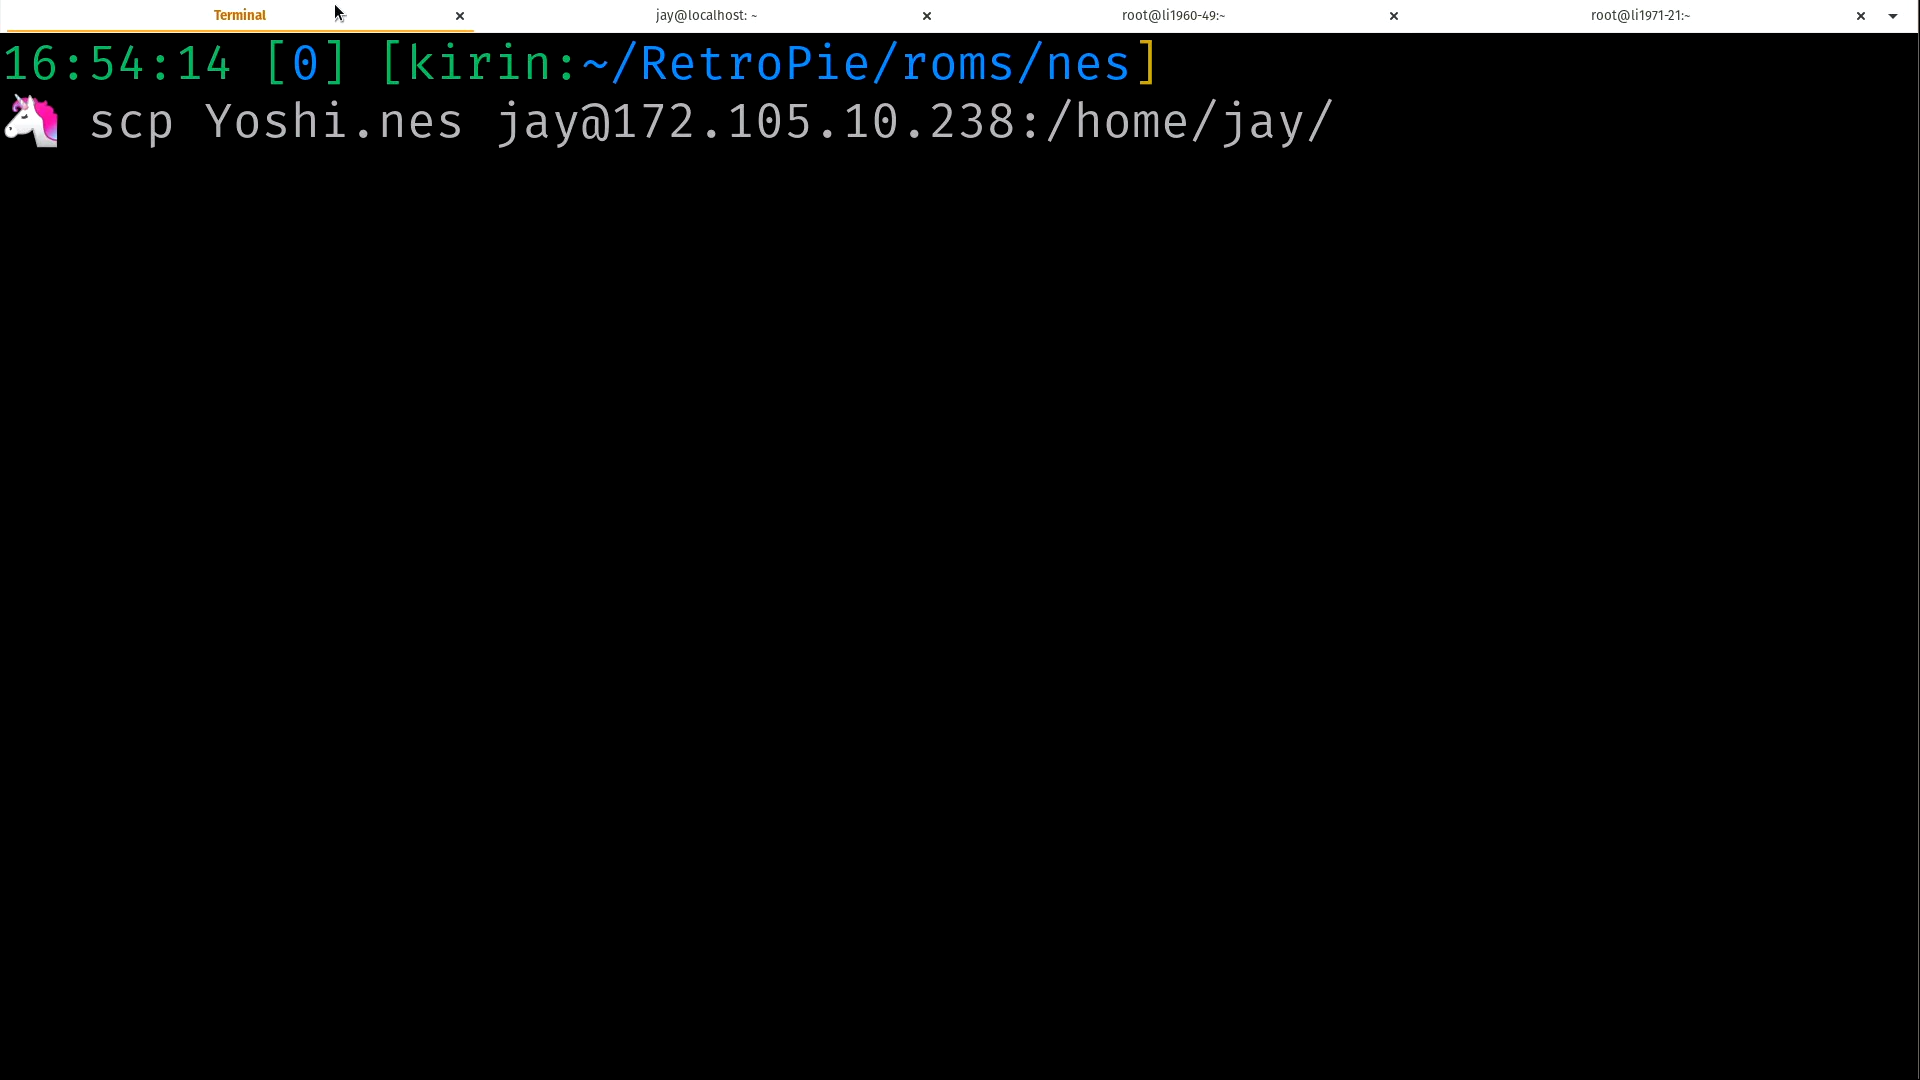 Terminal
jay@localhost: ~
root@li1960-49:~
root@li1971-21:~
16:54:14 [0] [kirin:~/RetroPie/roms/nes]
scp Yoshi.nes jay@172.105.10.238:/home/jay/